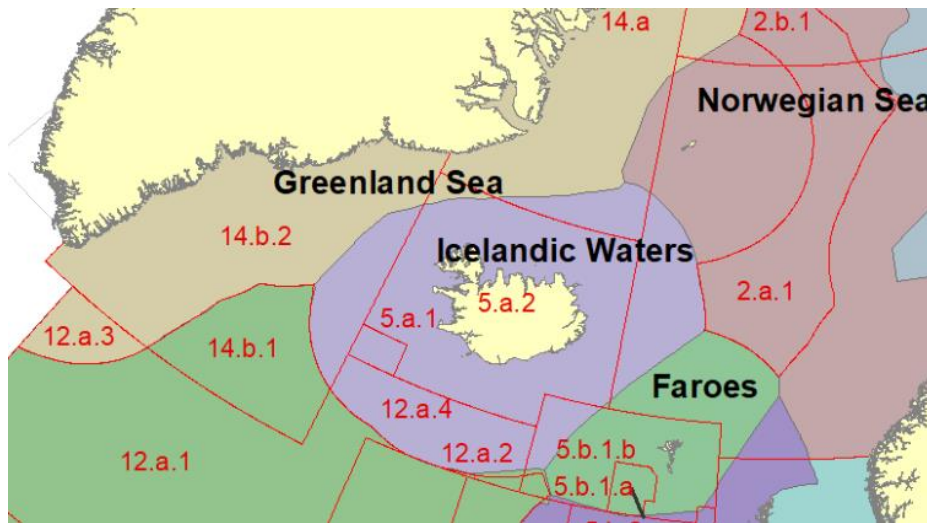 14.a
2.b.1
Norwegian Sea
Greenland Sea
14.b.2
Icelandic Waters
5.a.1
5.a.2
2.a.1
12.a.3
14.b.1
Faroes
12.a.4
12.a.2
5.b.1.b
12.a.1
5.b.1.a